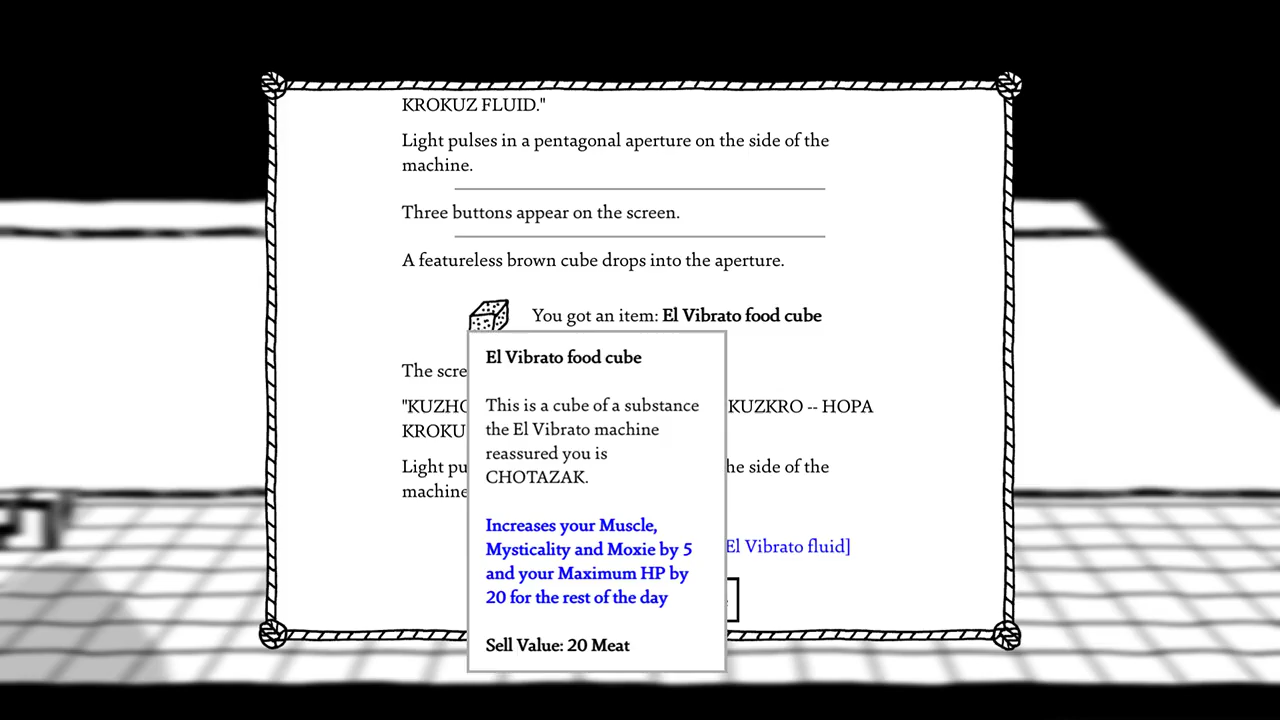 KROKUZ FLUID."
Light pulses in a pentagonal aperture on the side of the
machine.
Three buttons appear on the screen.
A featureless brown cube drops into the aperture.
You got an item: El Vibrato food cube
El Vibrato food cube
The scre
This is a cube of a substance
"KUZHO
KUZKRO -- HOPA
the El Vibrato machine
KROKU
reassured you is
Light pu
he side of the
CHOTAZAK.
machine
Increases your Muscle,
Mysticality and Moxie by 5
El Vibrato fluid]
and your Maximum HP by
20 for the rest of the day
Sell Value: 20 Meat